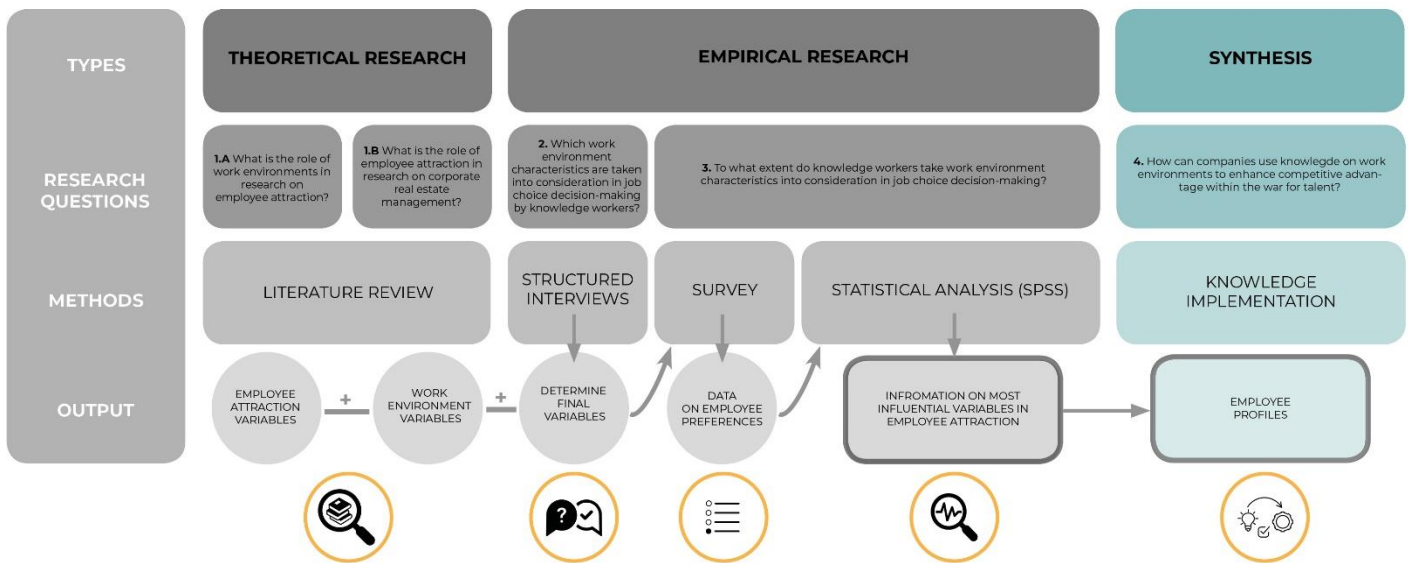 TYPES
THEORETICAL RESEARCH
EMPIRICAL RESEARCH
SYNTHESIS
RESEARCH
QUESTIONS
1.A What is the role of
work environments in
research on
employee attraction?
1.B What is the role of
employee attraction in
research on corporate
real estate
management?
2. Which work
environment
characteristics are taken
into consideration in job
choice decision-making
by knowledge workers?
3. To what extent do knowledge workers take work environment
characteristics into consideration in job choice decision-making?
4. How can companies use knowlegde on work
environments to enhance competitive advan-
tage within the war for talent?
METHODS
LITERATURE REVIEW
STRUCTURED
INTERVIEWS
SURVEY
STATISTICAL ANALYSIS (SPSS)
KNOWLEDGE
IMPLEMENTATION
OUTPUT
EMPLOYEE
ATTRACTION
VARIABLES
+
WORK
ENVIRONMENT
VARIABLES
+
DETERMINE
FINAL
VARIABLES
DATA
ON EMPLOYEE
PREFERENCES
INFROMATION ON MOST
INFLUENTIAL VARIABLES IN
EMPLOYEE ATTRACTION
EMPLOYEE
PROFILES
?